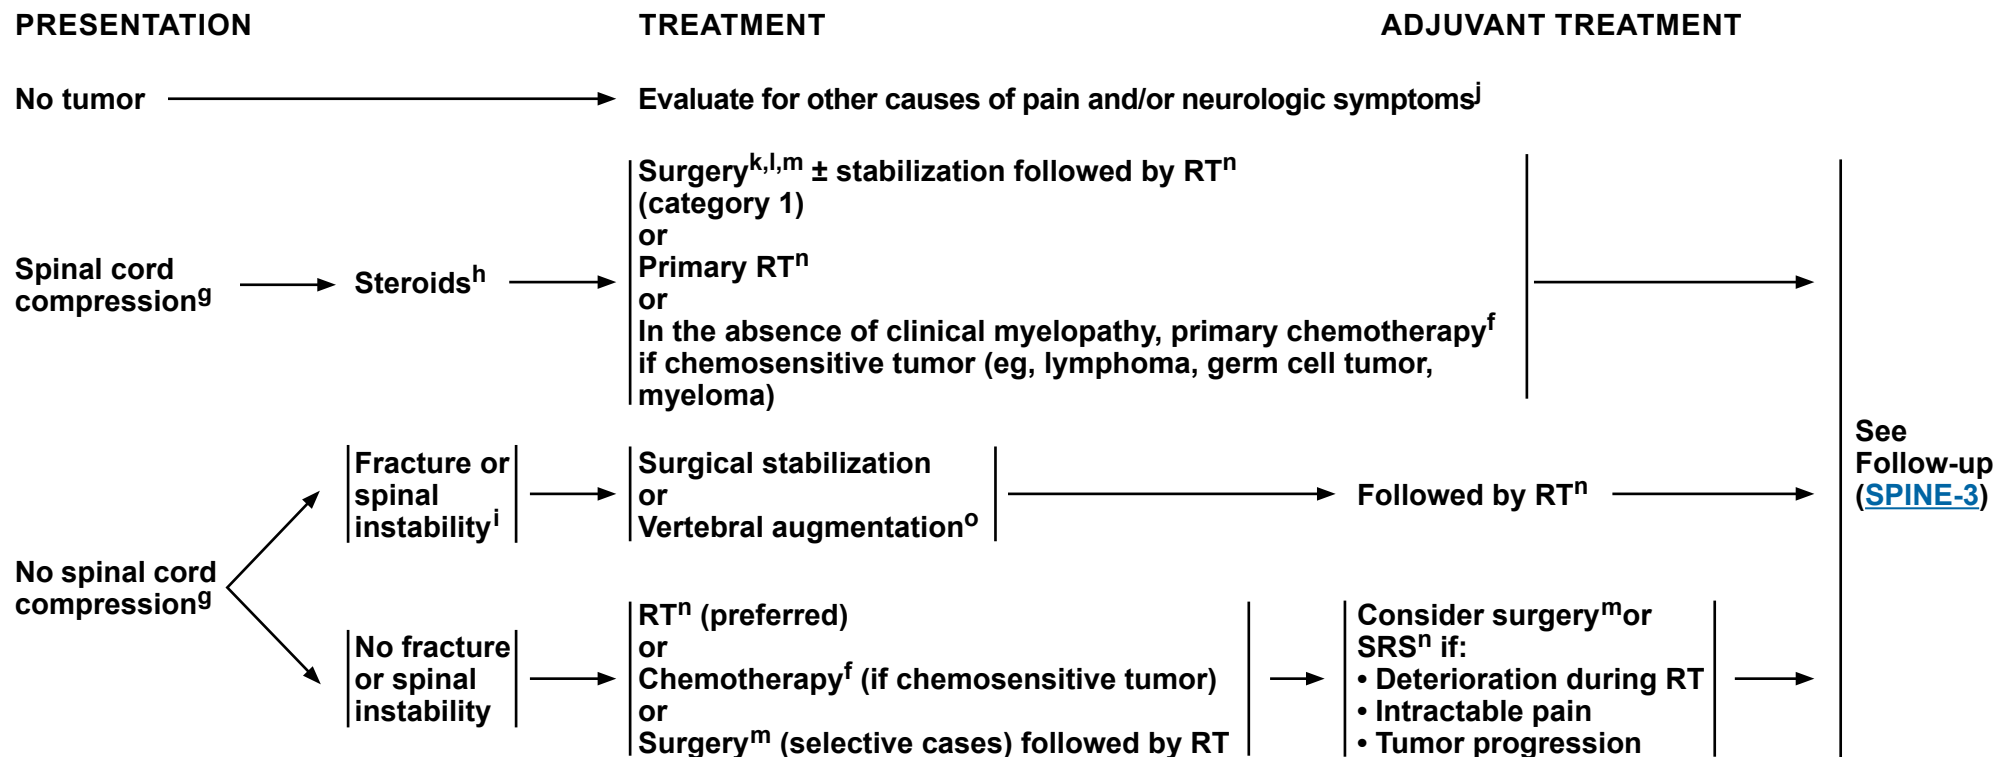 PRESENTATION
TREATMENT
ADJUVANT TREATMENT
No tumor
Evaluate for other causes of pain and/or neurologic symptomsj
Spinal cord
compressiong
Steroidsh
Surgeryk,l,m ± stabilization followed by RTn
(category 1)
or
Primary RTn
or
In the absence of clinical myelopathy, primary chemotherapyf
if chemosensitive tumor (eg, lymphoma, germ cell tumor,
myeloma)
No spinal cord
compressiong
Fracture or
spinal
instabilityi
Surgical stabilization
or
Vertebral augmentationo
Followed by RTn
No fracture
or spinal
instability
RTn (preferred)
or
Chemotherapyf (if chemosensitive tumor)
or
Surgerym (selective cases) followed by RT
Consider surgerym or
SRSn if:
• Deterioration during RT
• Intractable pain
• Tumor progression
See
Follow-up
(SPINE-3)